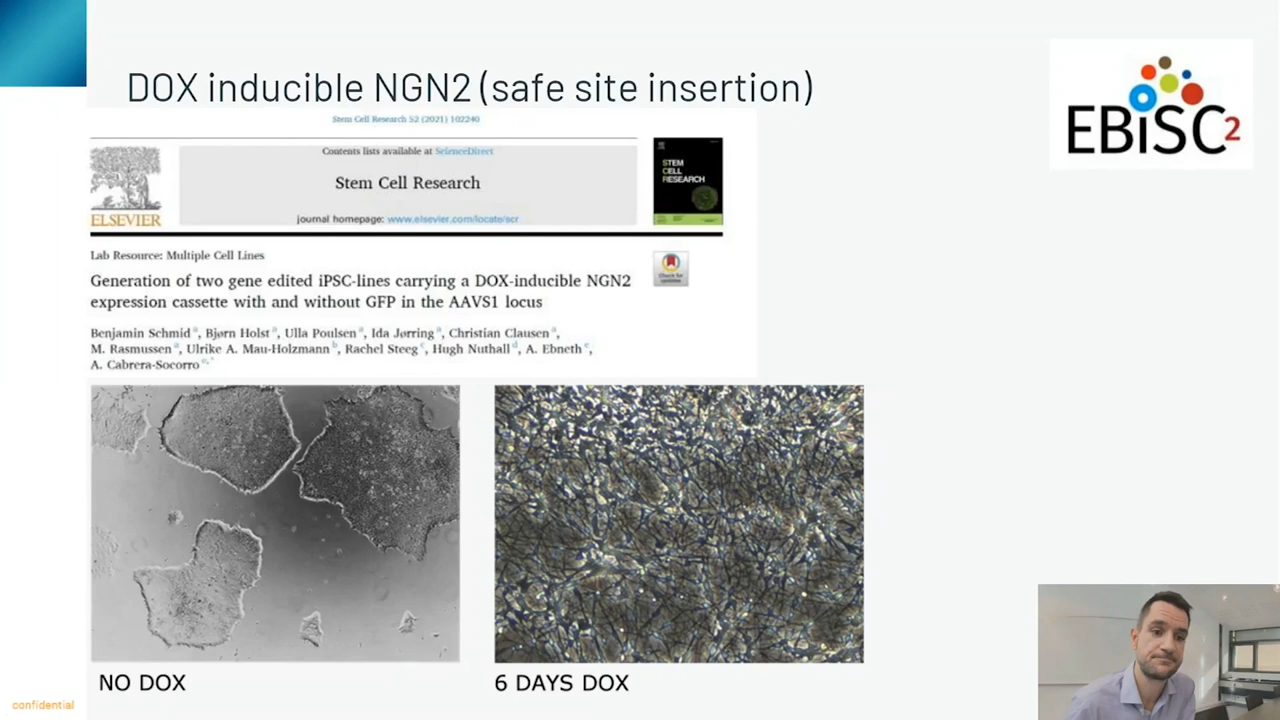 DOX inducible NGN2 (safe site insertion)
EBiSC2
Stem Cell Research 52 (2021) 102240
Contents lists available at ScienceDirect
Stem Cell Research
journal homepage: www.elsevier.com/locate/scr
ELSEVIER
STEM
CELL
RESEARCH
Lab Resource: Multiple Cell Lines
Check for
updates
Generation of two gene edited iPSC-lines carrying a DOX-inducible NGN2
expression cassette with and without GFP in the AAVS1 locus
Benjamin Schmid a, Bjørn Holst a, Ulla Poulsen a, Ida Jørring a, Christian Clausen a,
M. Rasmussen a, Ulrike A. Mau-Holzmann b, Rachel Steeg c, Hugh Nuthall d, A. Ebneth e,
A. Cabrera-Socorro e,*
NO DOX
6 DAYS DOX
confidential